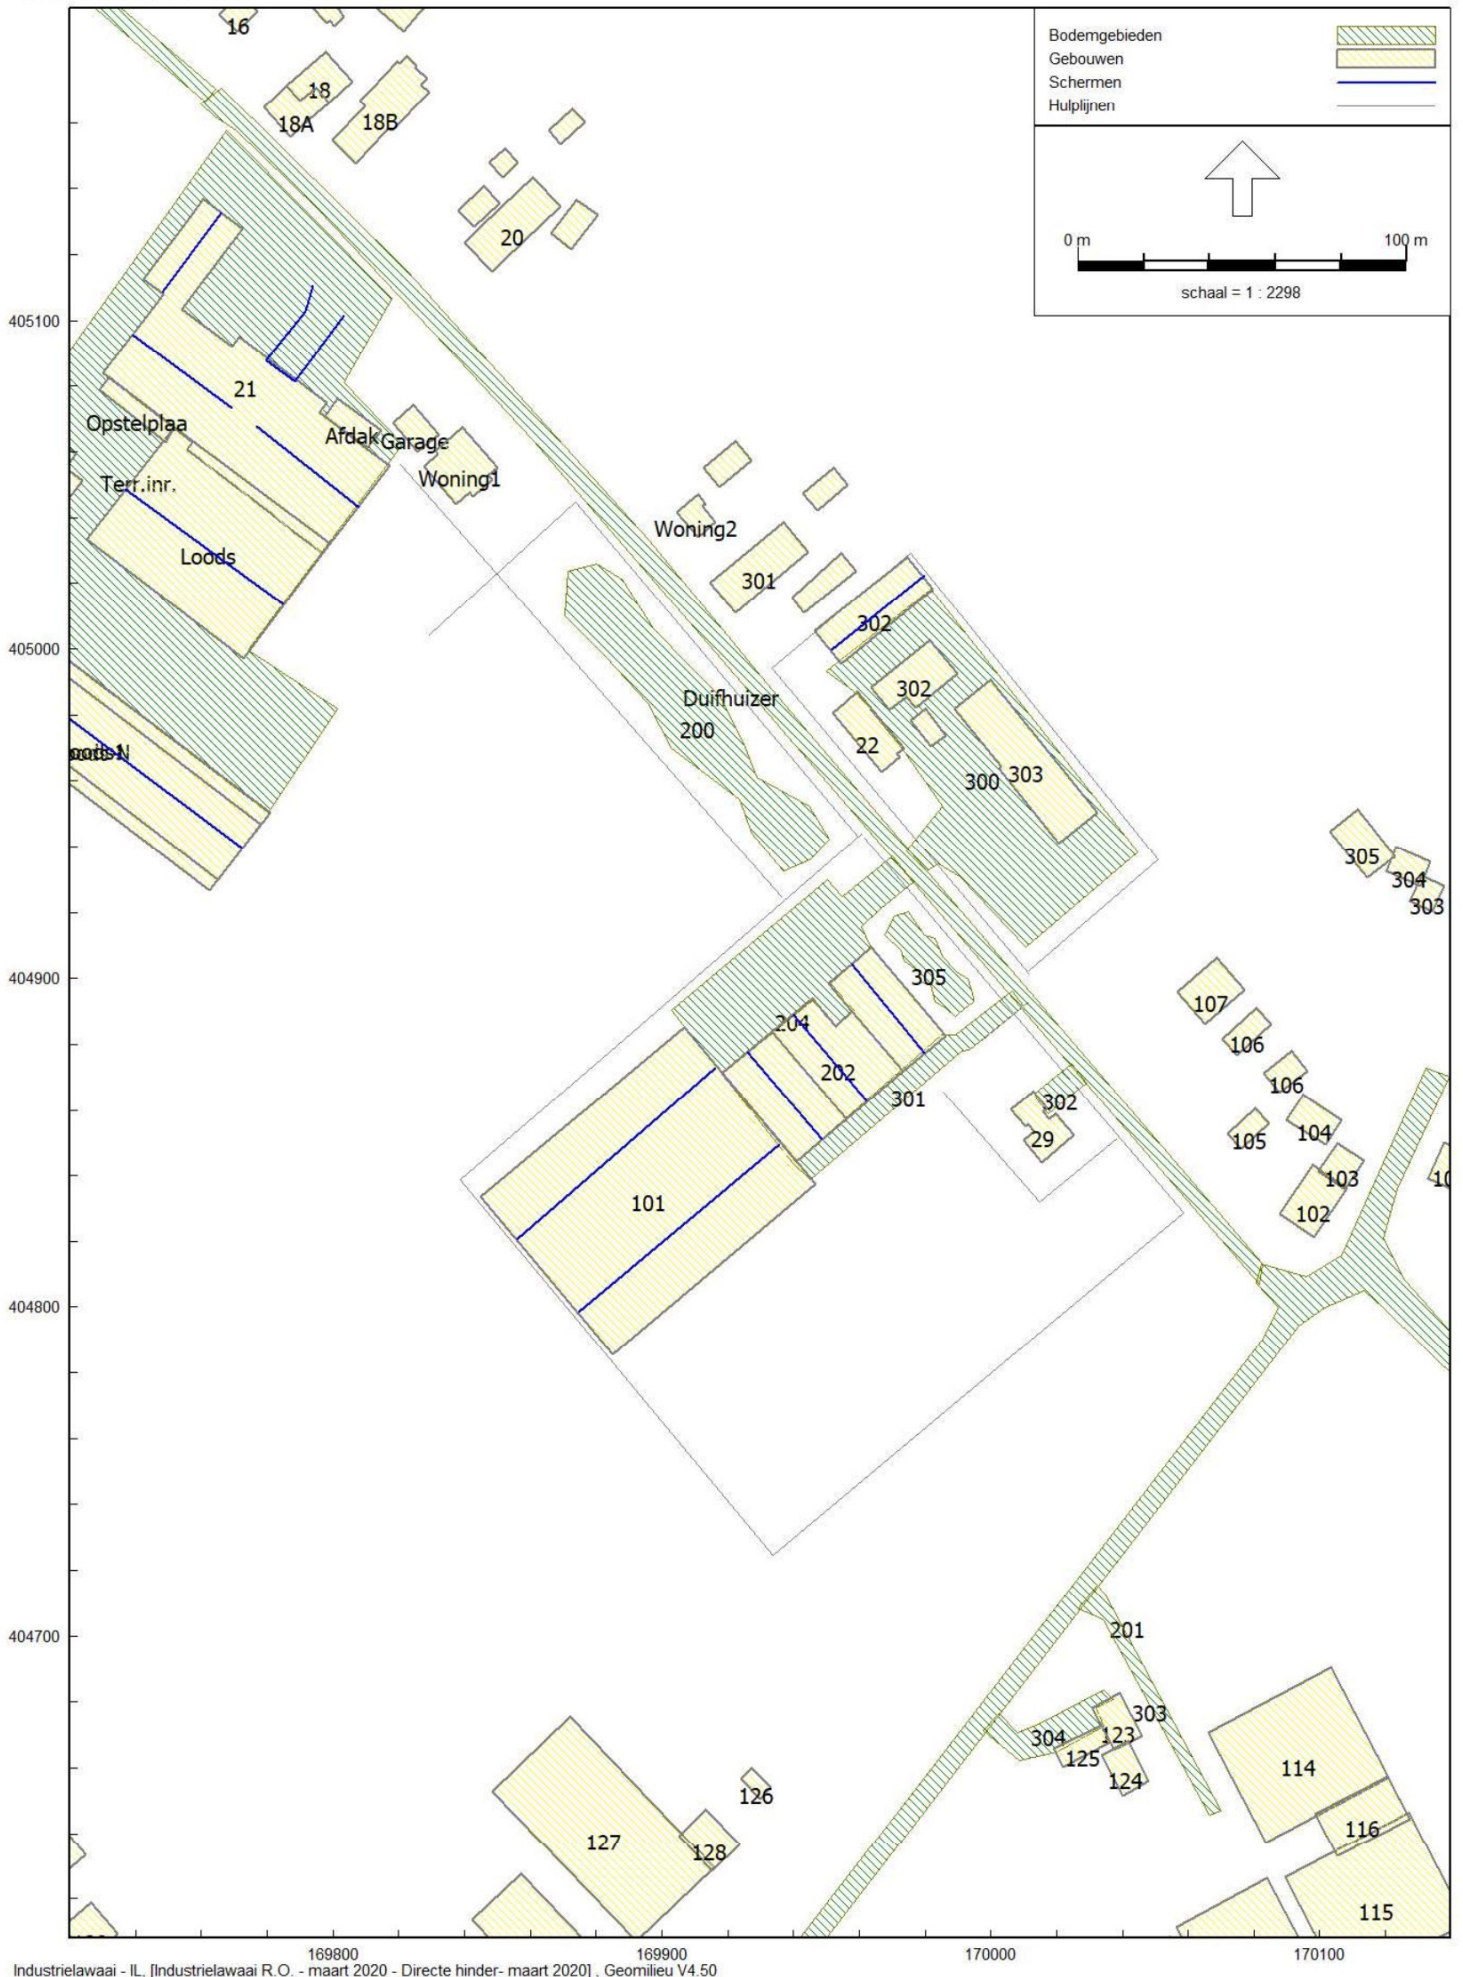 Bodemgebieden
Gebouwen
Schermen
Hulplijnen
0 m
100 m
schaal = 1 : 2298
16
18
18A
18B
20
405100
21
Opstelplaa
Afdak
Garage
Woning1
Terr.inr.
Loods
Woning2
301
302
405000
302
Duifhuizer
200
22
300
303
305
304
303
404900
305
107
204
106
202
106
301
302
104
105
29
103
10
101
102
404800
404700
201
303
304
123
125
114
124
126
116
127
128
115
169800
169900
170000
170100
Industrielawaai - IL, [Industrielawaai R.O. - maart 2020 - Directe hinder- maart 2020] , Geomilieu V4.50